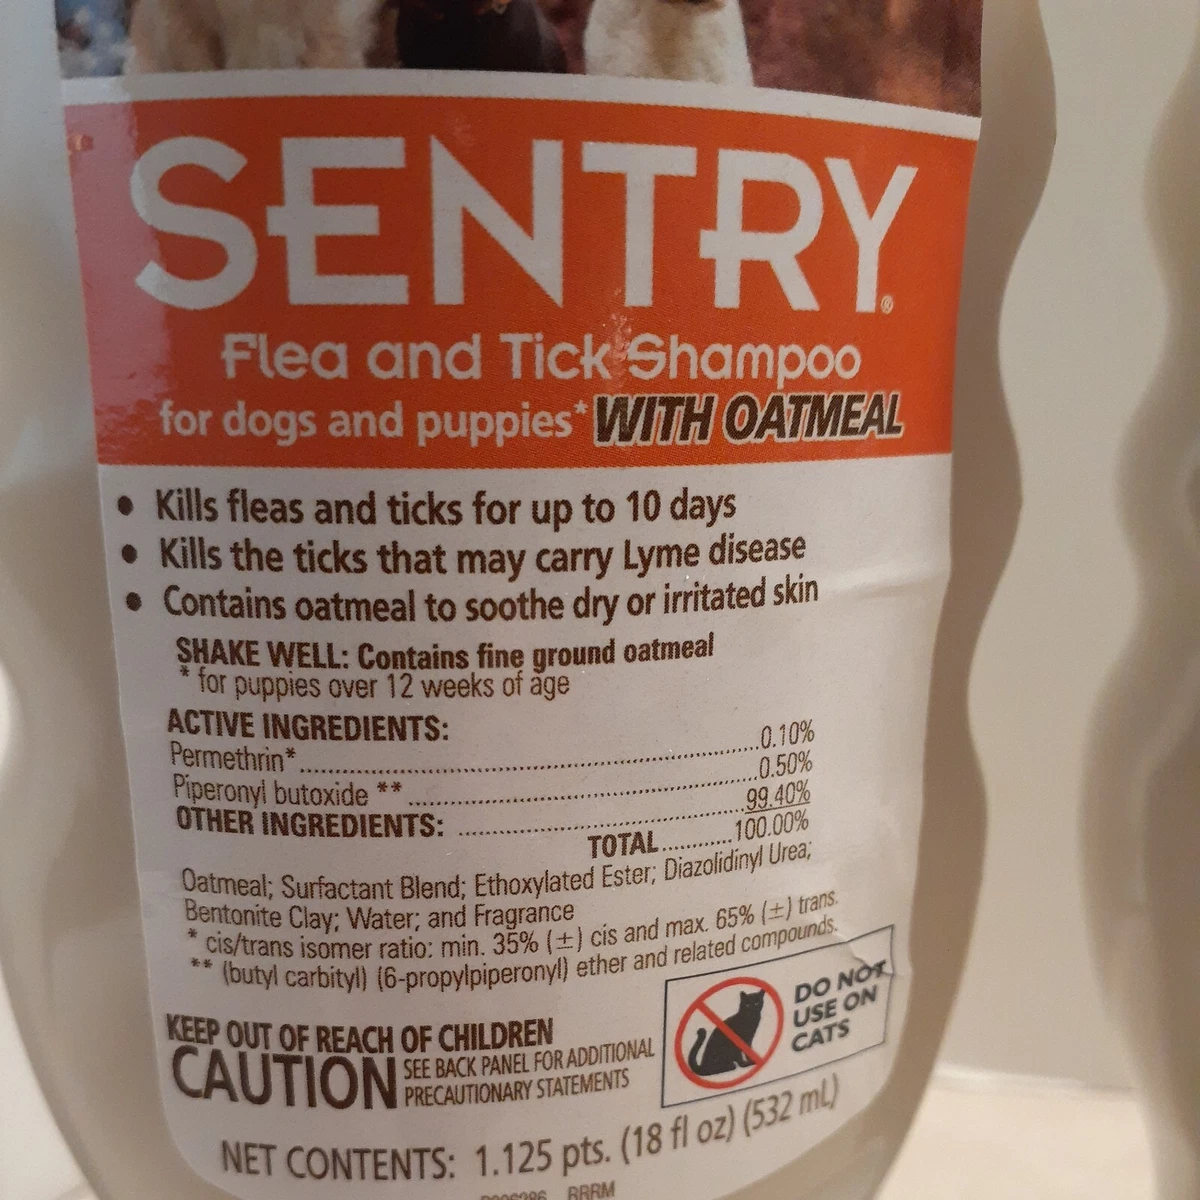 SENTRY®
Flea and Tick Shampoo
for dogs and puppies* WITH OATMEAL
• Kills fleas and ticks for up to 10 days
• Kills the ticks that may carry Lyme disease
• Contains oatmeal to soothe dry or irritated skin
SHAKE WELL: Contains fine ground oatmeal
* for puppies over 12 weeks of age
ACTIVE INGREDIENTS:
Permethrin*..........0.10%
Piperonyl butoxide **..........0.50%
OTHER INGREDIENTS: ..........99.40%
TOTAL..........100.00%
Oatmeal; Surfactant Blend; Ethoxylated Ester; Diazolidinyl Urea;
Bentonite Clay; Water; and Fragrance
* cis/trans isomer ratio: min. 35% (±) cis and max. 65% (±) trans.
** (butyl carbityl) (6-propylpiperonyl) ether and related compounds.
KEEP OUT OF REACH OF CHILDREN
CAUTION SEE BACK PANEL FOR ADDITIONAL
PRECAUTIONARY STATEMENTS
DO NOT
USE ON
CATS
NET CONTENTS: 1.125 pts. (18 fl oz) (532 mL)
RRRM